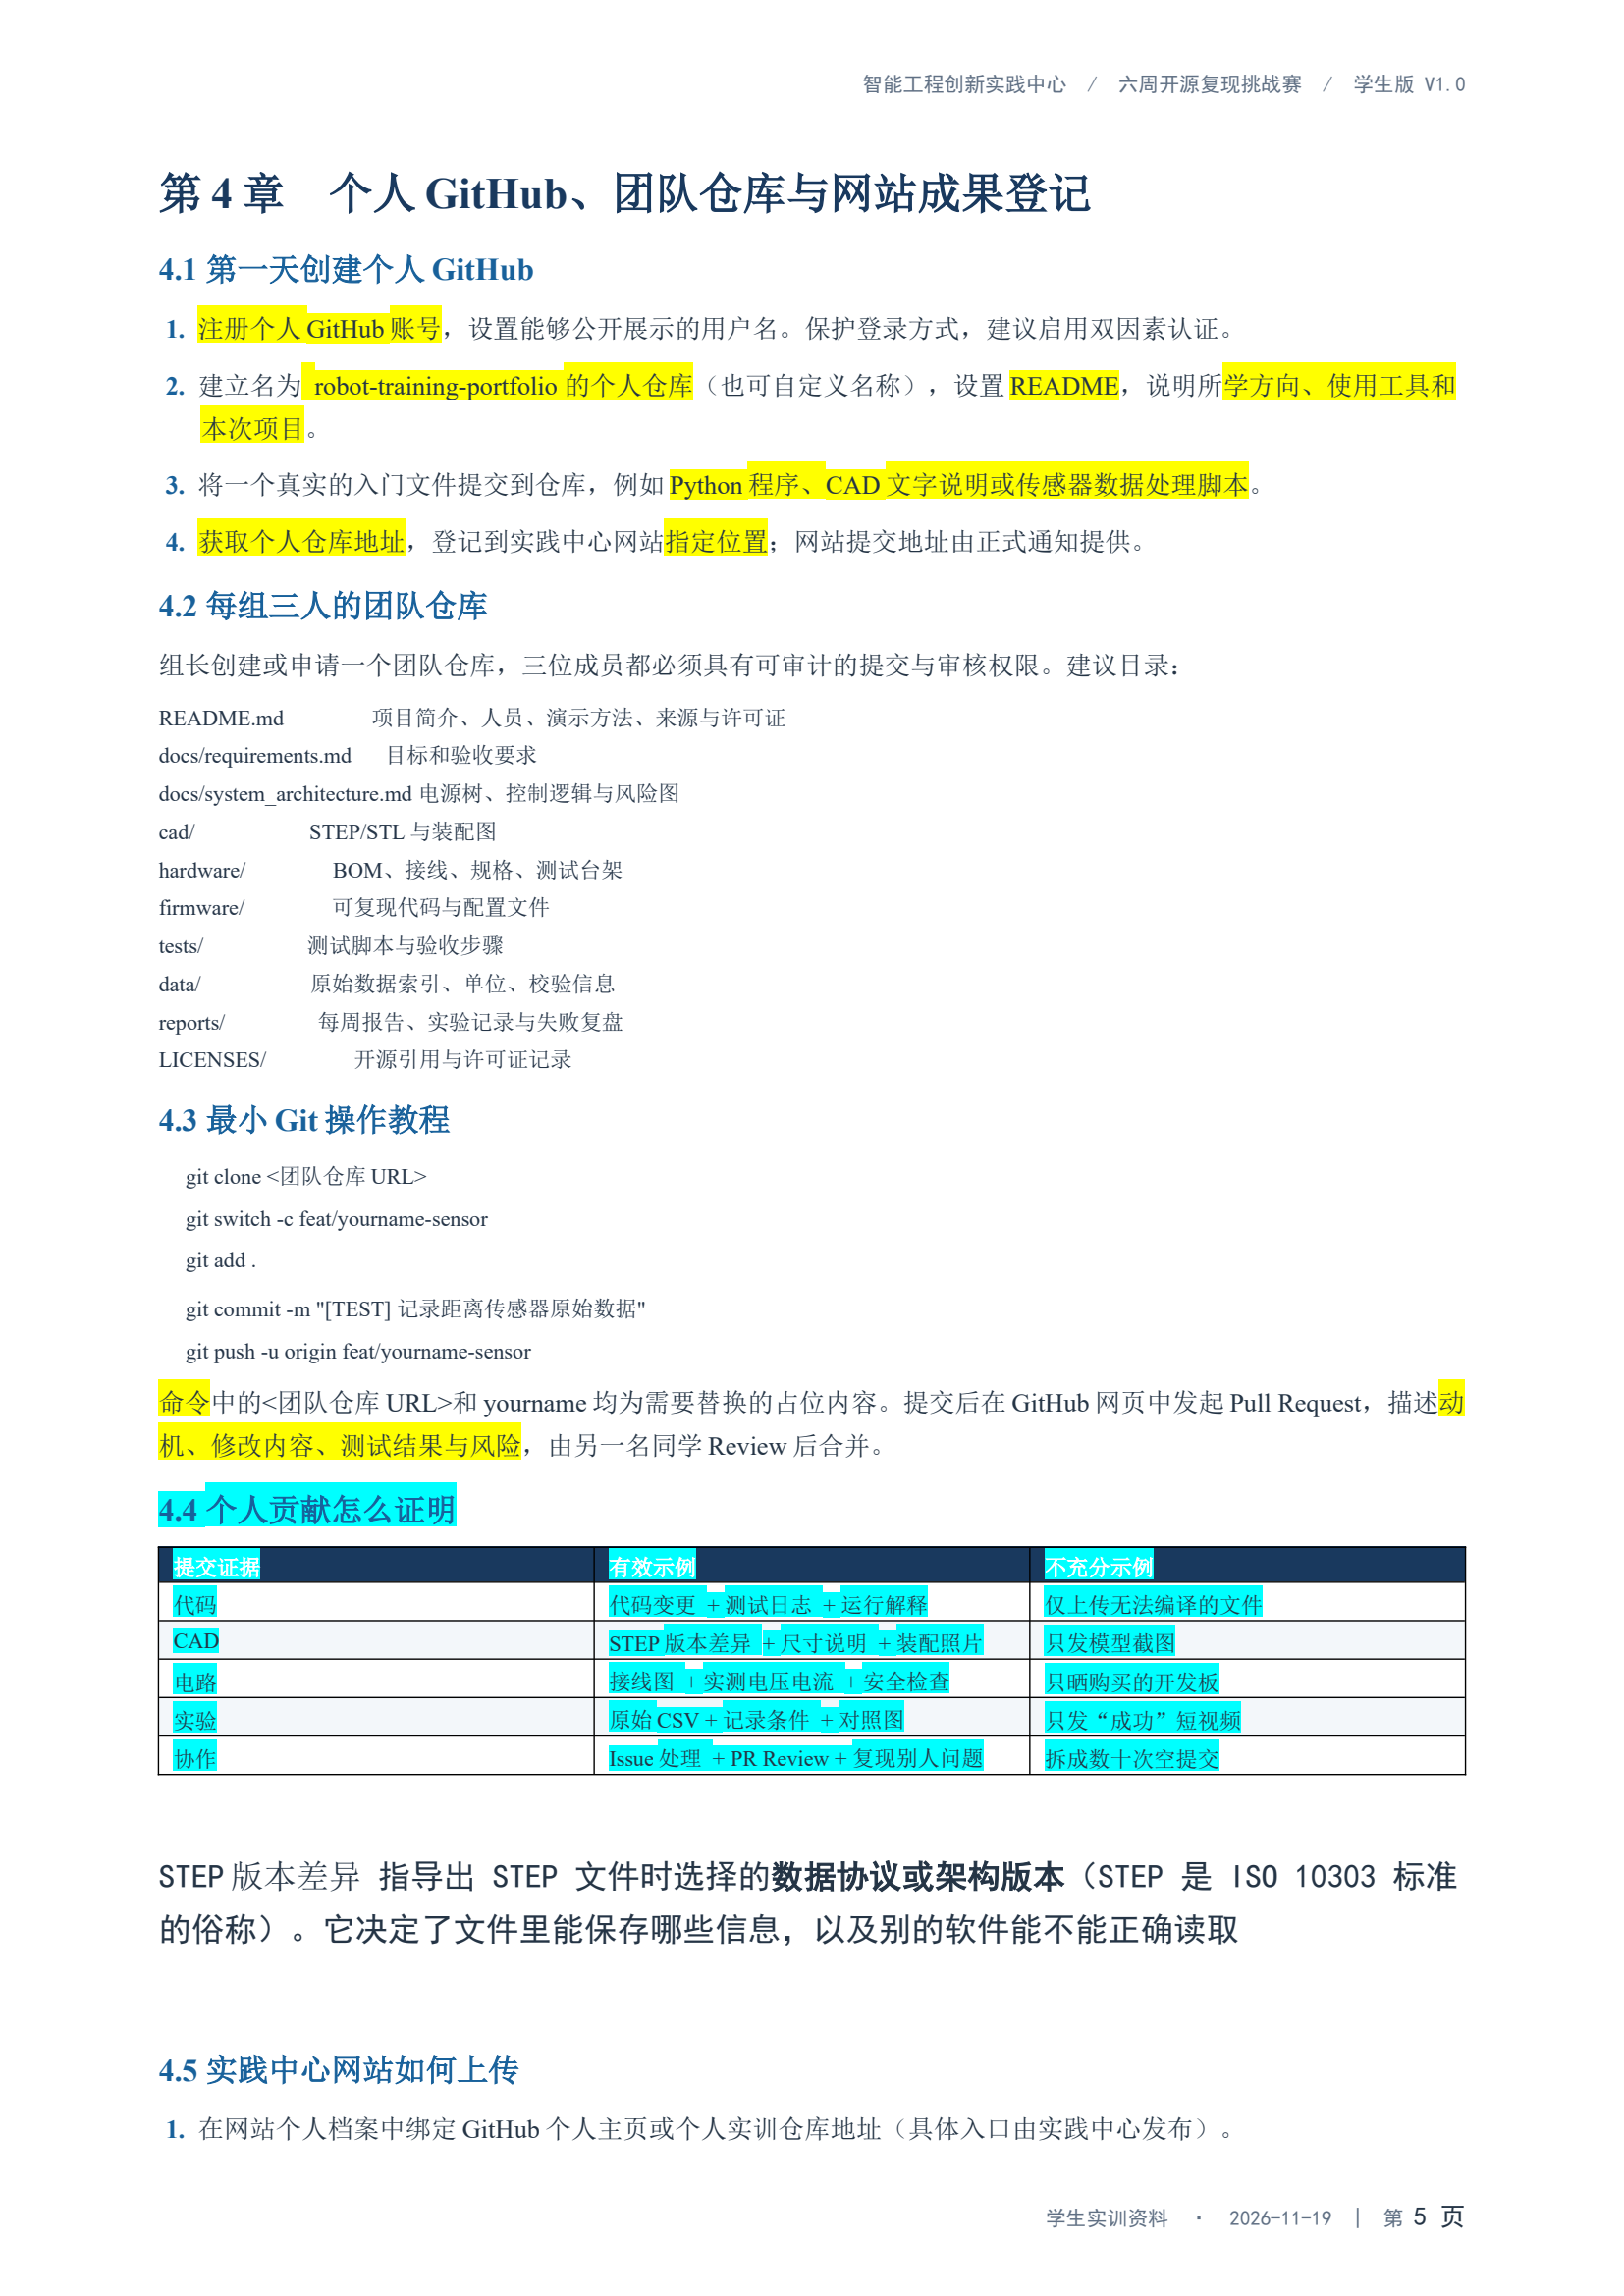 智能工程创新实践中心 / 六周开源复现挑战赛 / 学生版 V1.0
第 4 章 个人 GitHub、团队仓库与网站成果登记
4.1 第一天创建个人 GitHub
1. 注册个人 GitHub 账号，设置能够公开展示的用户名。保护登录方式，建议启用双因素认证。
2. 建立名为 robot-training-portfolio 的个人仓库（也可自定义名称），设置 README，说明所学方向、使用工具和
本次项目。
3. 将一个真实的入门文件提交到仓库，例如 Python 程序、CAD 文字说明或传感器数据处理脚本。
4. 获取个人仓库地址，登记到实践中心网站指定位置；网站提交地址由正式通知提供。
4.2 每组三人的团队仓库
组长创建或申请一个团队仓库，三位成员都必须具有可审计的提交与审核权限。建议目录：
README.md 项目简介、人员、演示方法、来源与许可证
docs/requirements.md 目标和验收要求
docs/system_architecture.md 电源树、控制逻辑与风险图
cad/ STEP/STL 与装配图
hardware/ BOM、接线、规格、测试台架
firmware/ 可复现代码与配置文件
tests/ 测试脚本与验收步骤
data/ 原始数据索引、单位、校验信息
reports/ 每周报告、实验记录与失败复盘
LICENSES/ 开源引用与许可证记录
4.3 最小 Git 操作教程
git clone <团队仓库 URL>
git switch -c feat/yourname-sensor
git add .
git commit -m "[TEST] 记录距离传感器原始数据"
git push -u origin feat/yourname-sensor
命令中的<团队仓库 URL>和 yourname 均为需要替换的占位内容。提交后在 GitHub 网页中发起 Pull Request，描述动
机、修改内容、测试结果与风险，由另一名同学 Review 后合并。
4.4 个人贡献怎么证明
提交证据 有效示例 不充分示例
代码 代码变更 + 测试日志 + 运行解释 仅上传无法编译的文件
CAD STEP 版本差异 + 尺寸说明 + 装配照片 只发模型截图
电路 接线图 + 实测电压电流 + 安全检查 只晒购买的开发板
实验 原始 CSV + 记录条件 + 对照图 只发“成功”短视频
协作 Issue 处理 + PR Review + 复现别人问题 拆成数十次空提交
STEP 版本差异 指导出 STEP 文件时选择的数据协议或架构版本（STEP 是 ISO 10303 标准
的俗称）。它决定了文件里能保存哪些信息，以及别的软件能不能正确读取
4.5 实践中心网站如何上传
1. 在网站个人档案中绑定 GitHub 个人主页或个人实训仓库地址（具体入口由实践中心发布）。
学生实训资料 · 2026-11-19 | 第 5 页